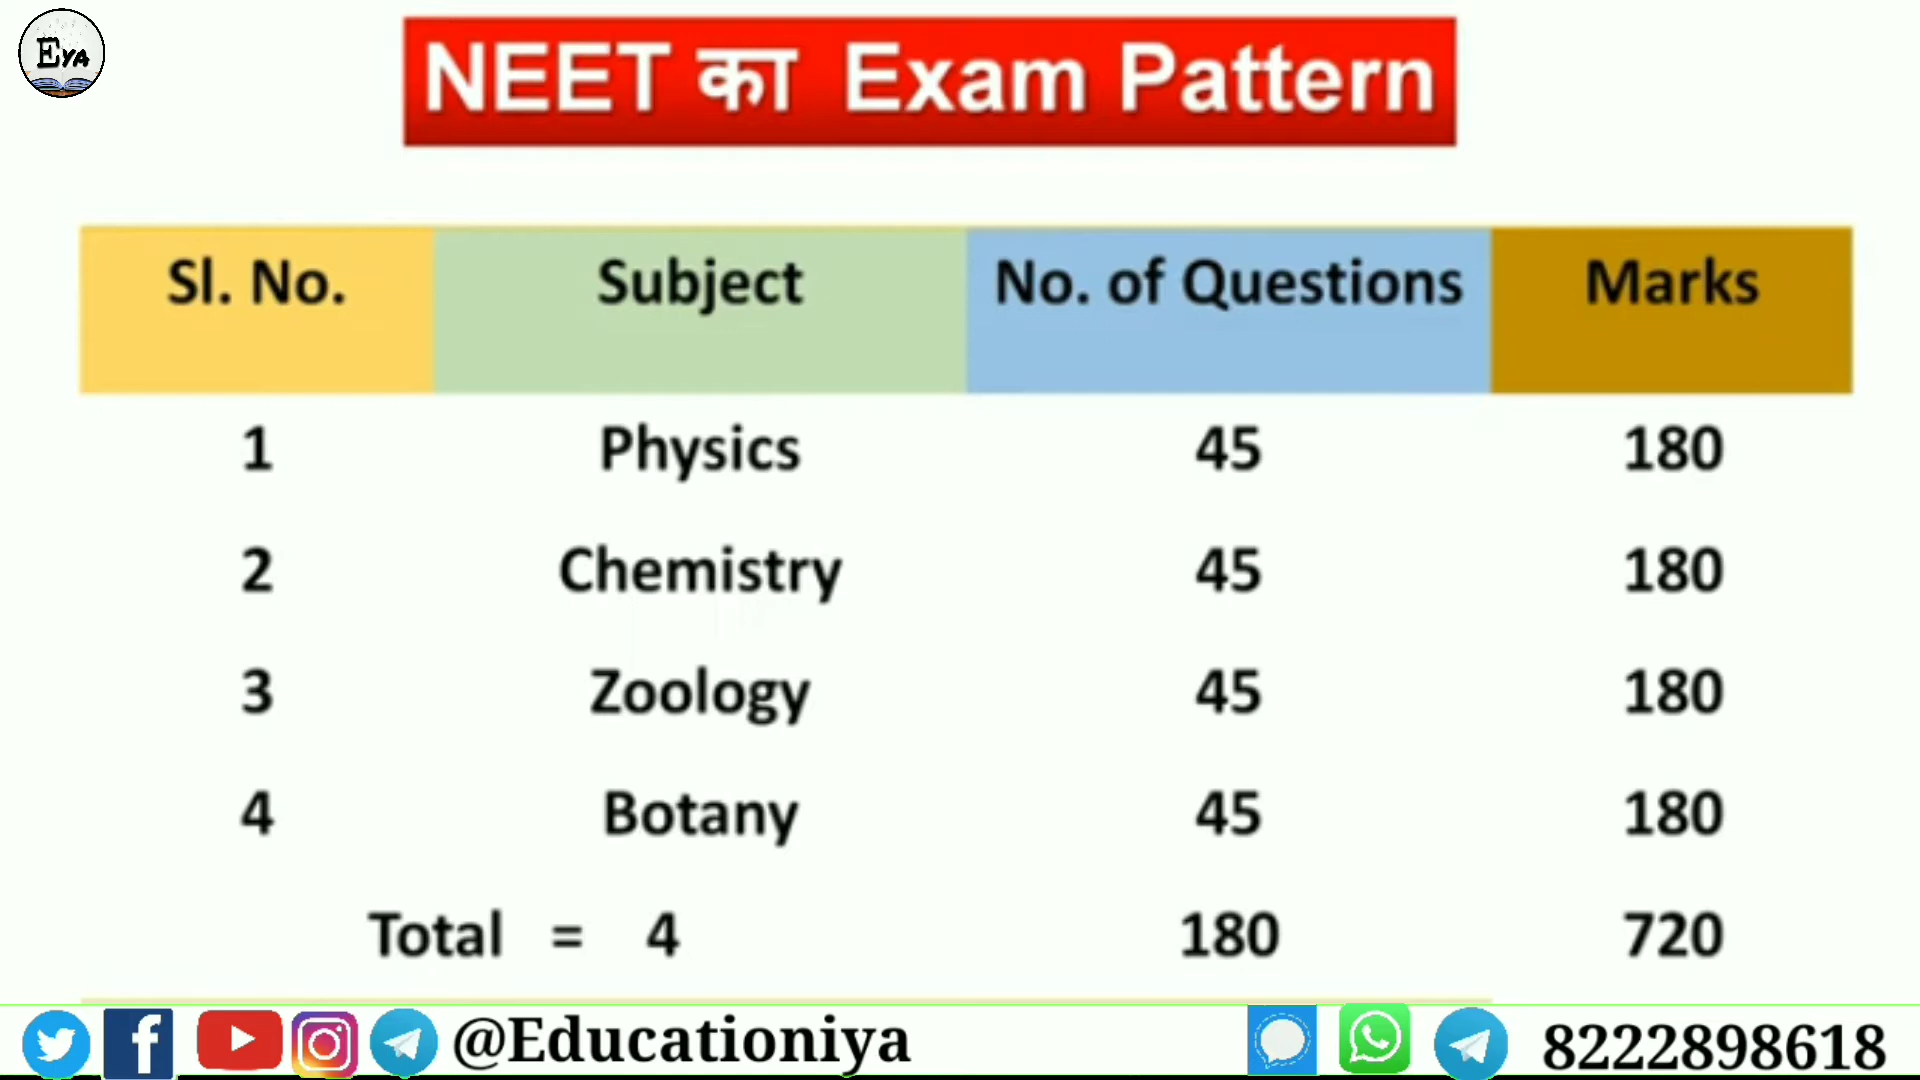 EYA
NEET का Exam Pattern
Sl. No. Subject No. of Questions Marks
1 Physics 45 180
2 Chemistry 45 180
3 Zoology 45 180
4 Botany 45 180
Total = 4 180 720
@Educationiya 8222898618